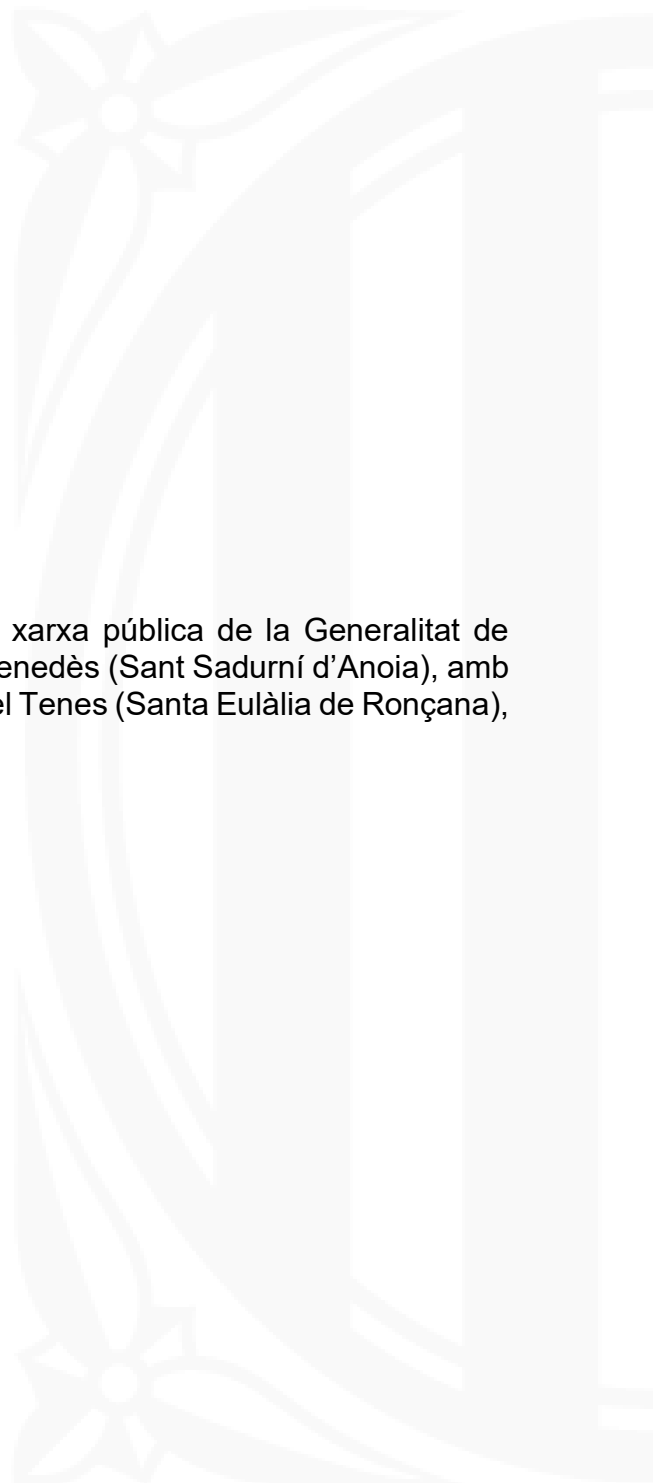 xarxa pública de la Generalitat de
enedès (Sant Sadurní d’Anoia), amb
el Tenes (Santa Eulàlia de Ronçana),